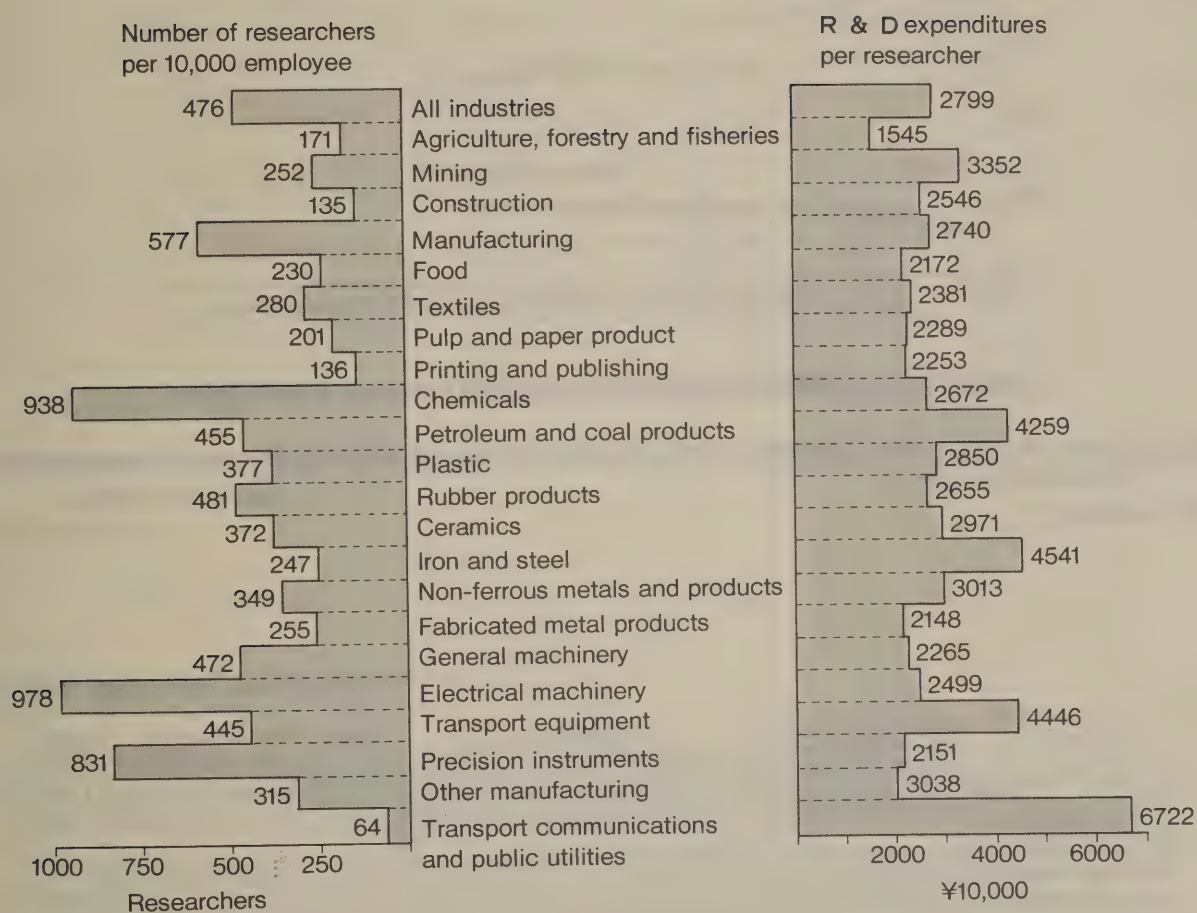 Number of researchers
per 10,000 employee
R & D expenditures
per researcher
476 All industries 2799
171 Agriculture, forestry and fisheries 1545
252 Mining 3352
135 Construction 2546
577 Manufacturing 2740
230 Food 2172
280 Textiles 2381
201 Pulp and paper product 2289
136 Printing and publishing 2253
938 Chemicals 2672
455 Petroleum and coal products 4259
377 Plastic 2850
481 Rubber products 2655
372 Ceramics 2971
247 Iron and steel 4541
349 Non-ferrous metals and products 3013
255 Fabricated metal products 2148
472 General machinery 2265
978 Electrical machinery 2499
445 Transport equipment 4446
831 Precision instruments 2151
315 Other manufacturing 3038
64 Transport communications 6722
and public utilities
1000 750 500 250
2000 4000 6000
Researchers
¥10,000